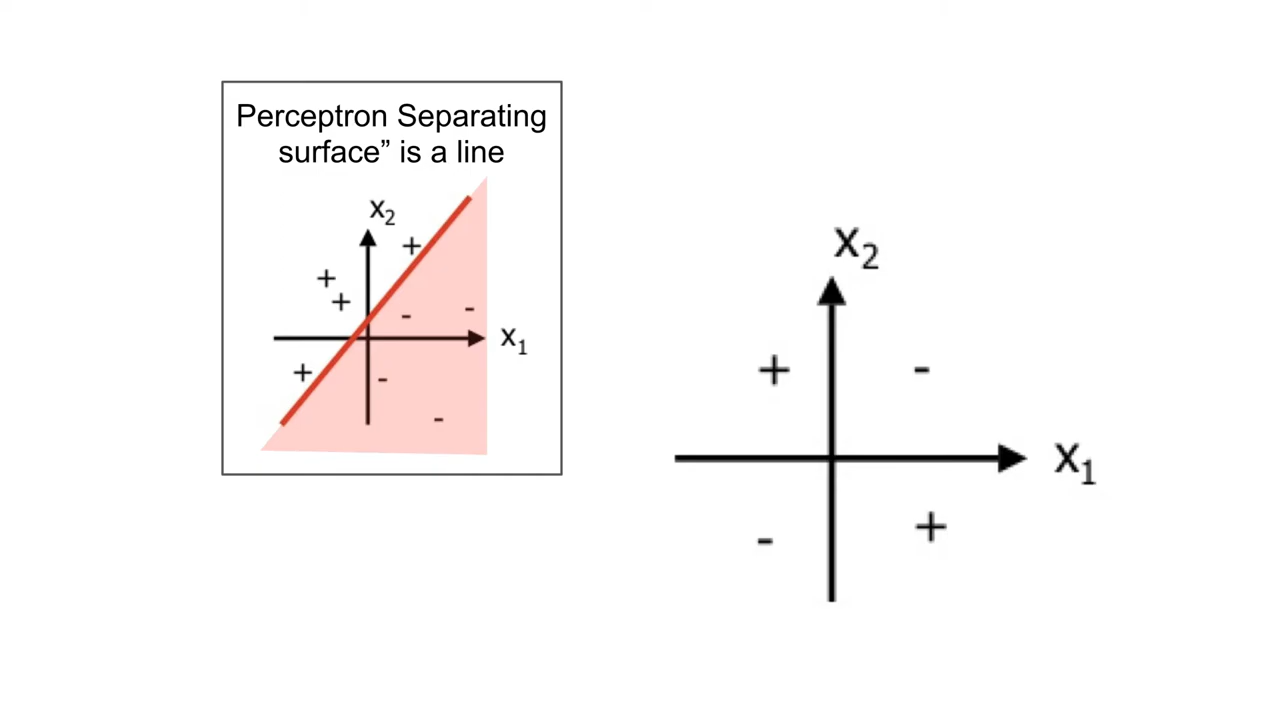 Perceptron Separating
surface” is a line
x2
+
+
+
- -
x1
+
-
-
x2
+ -
x1
- +